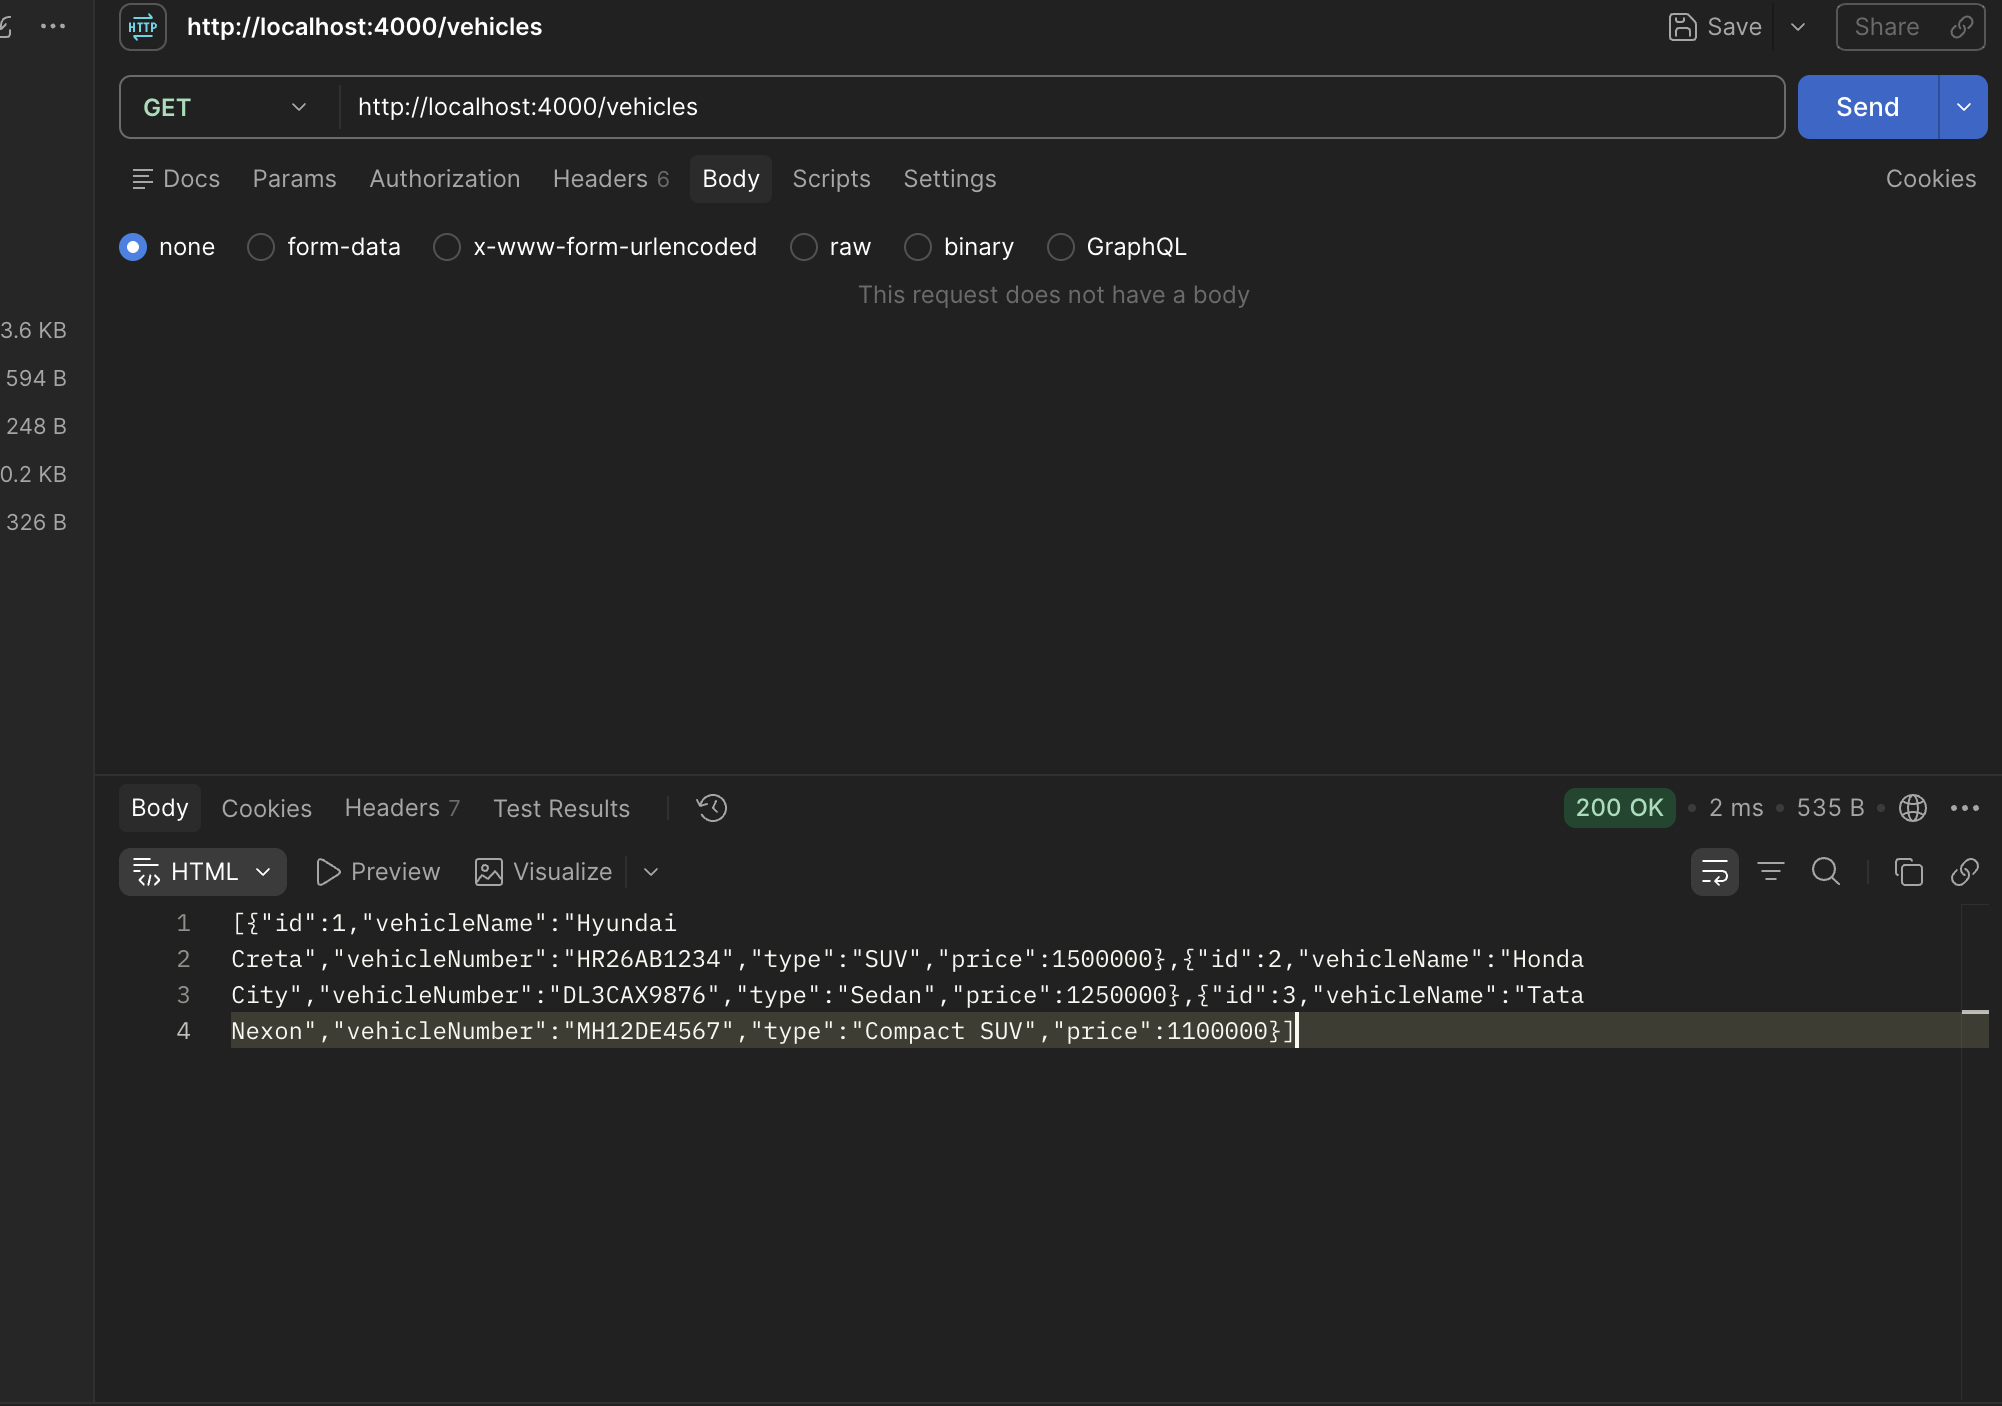 HTTP http://localhost:4000/vehicles Save Share
GET http://localhost:4000/vehicles Send
Docs Params Authorization Headers 6 Body Scripts Settings Cookies
none form-data x-www-form-urlencoded raw binary GraphQL
This request does not have a body
3.6 KB
594 B
248 B
0.2 KB
326 B
Body Cookies Headers 7 Test Results 200 OK • 2 ms • 535 B •
HTML Preview Visualize
1 [{"id":1,"vehicleName":"Hyundai
2 Creta","vehicleNumber":"HR26AB1234","type":"SUV","price":1500000},{"id":2,"vehicleName":"Honda
3 City","vehicleNumber":"DL3CAX9876","type":"Sedan","price":1250000},{"id":3,"vehicleName":"Tata
4 Nexon","vehicleNumber":"MH12DE4567","type":"Compact SUV","price":1100000}]